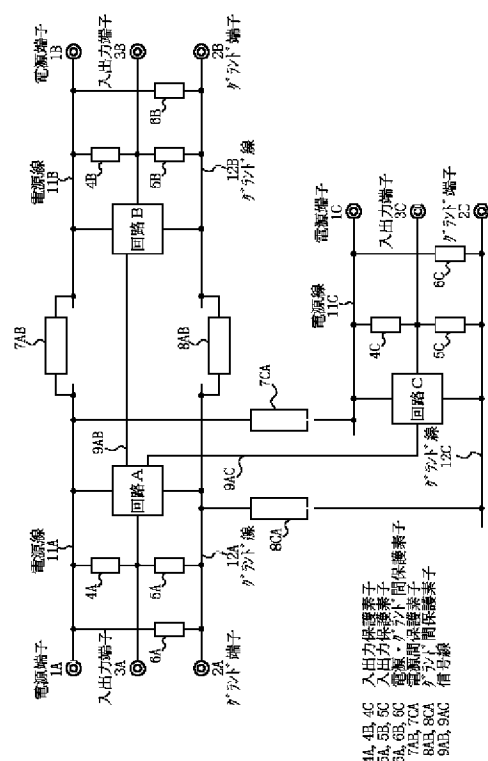 電源端子
1A
入出力端子
3A
2A
グランド端子
電源線
11A
4A
5A
6A
12A
グランド線
回路A
9AB
9AC
7AB
8AB
7CA
8CA
電源端子
1B
入出力端子
3B
2B
グランド端子
電源線
11B
4B
5B
6B
12B
グランド線
回路B
電源端子
1C
入出力端子
3C
グランド端子
2C
電源線
11C
4C
5C
6C
回路C
グランド線
12C
4A, 4B, 4C 入出力保護素子
5A, 5B, 5C 入出力保護素子
6A, 6B, 6C 電源・グランド間保護素子
7AB, 7CA 電源間保護素子
8AB, 8CA グランド間保護素子
9AB, 9AC 信号線